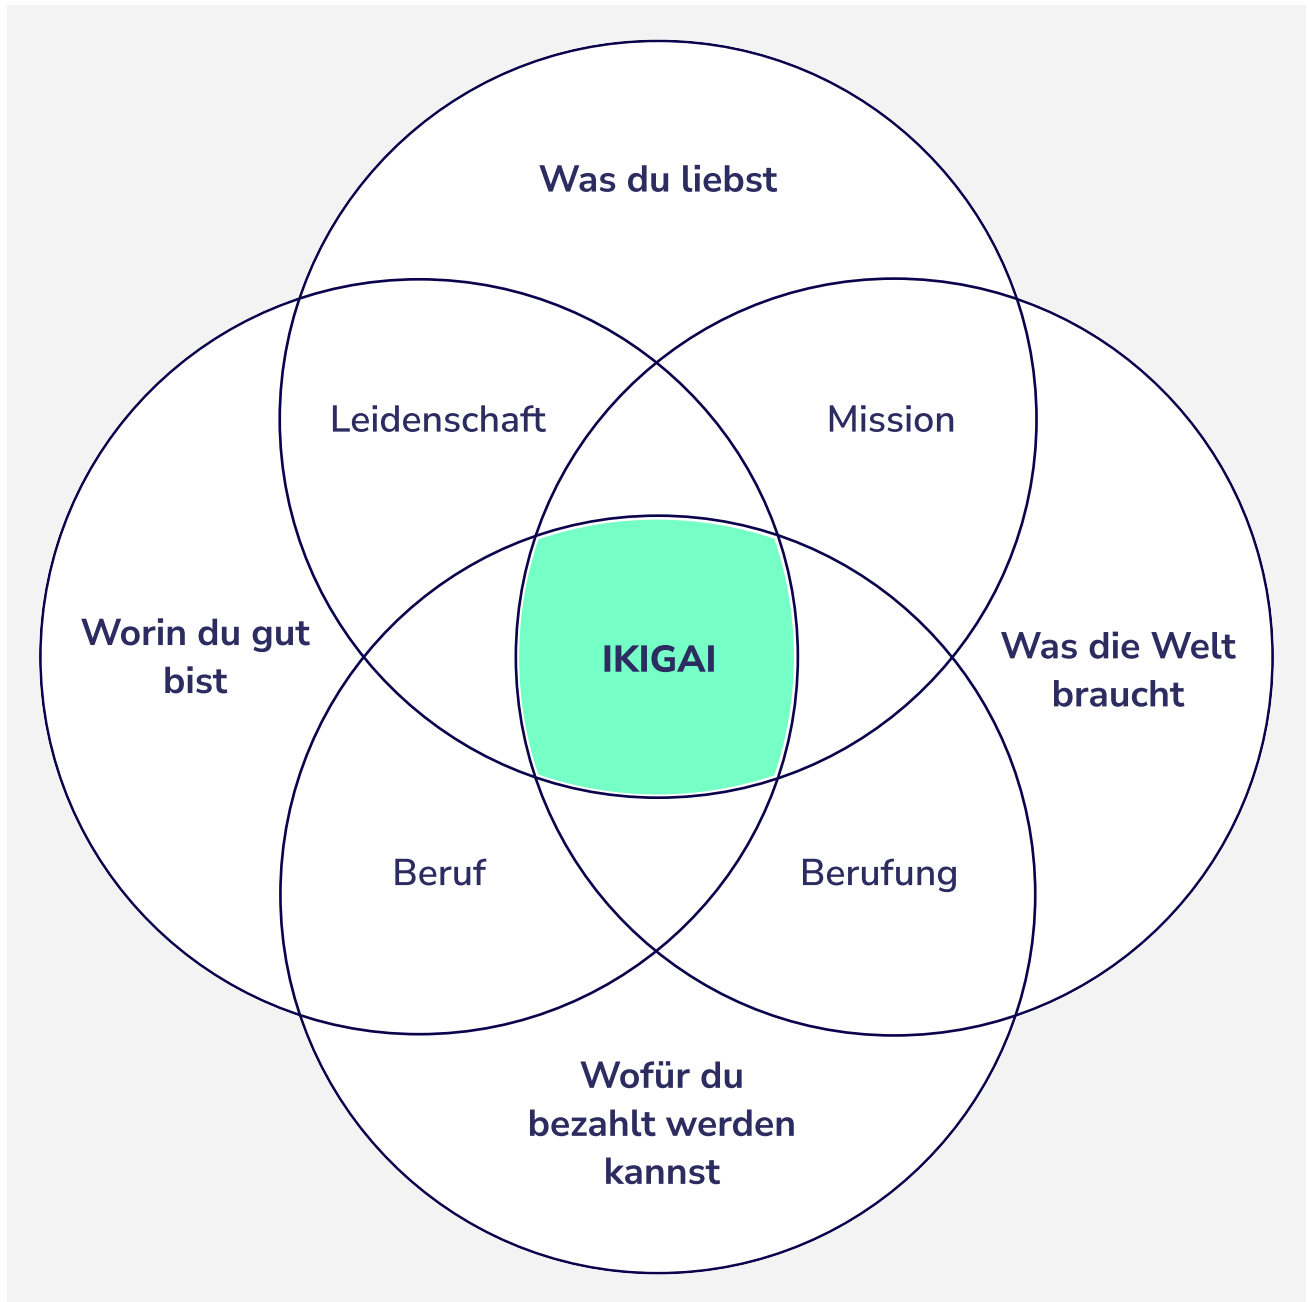 Was du liebst
Leidenschaft
Mission
Worin du gut
bist
IKIGAI
Was die Welt
braucht
Beruf
Berufung
Wofür du
bezahlt werden
kannst